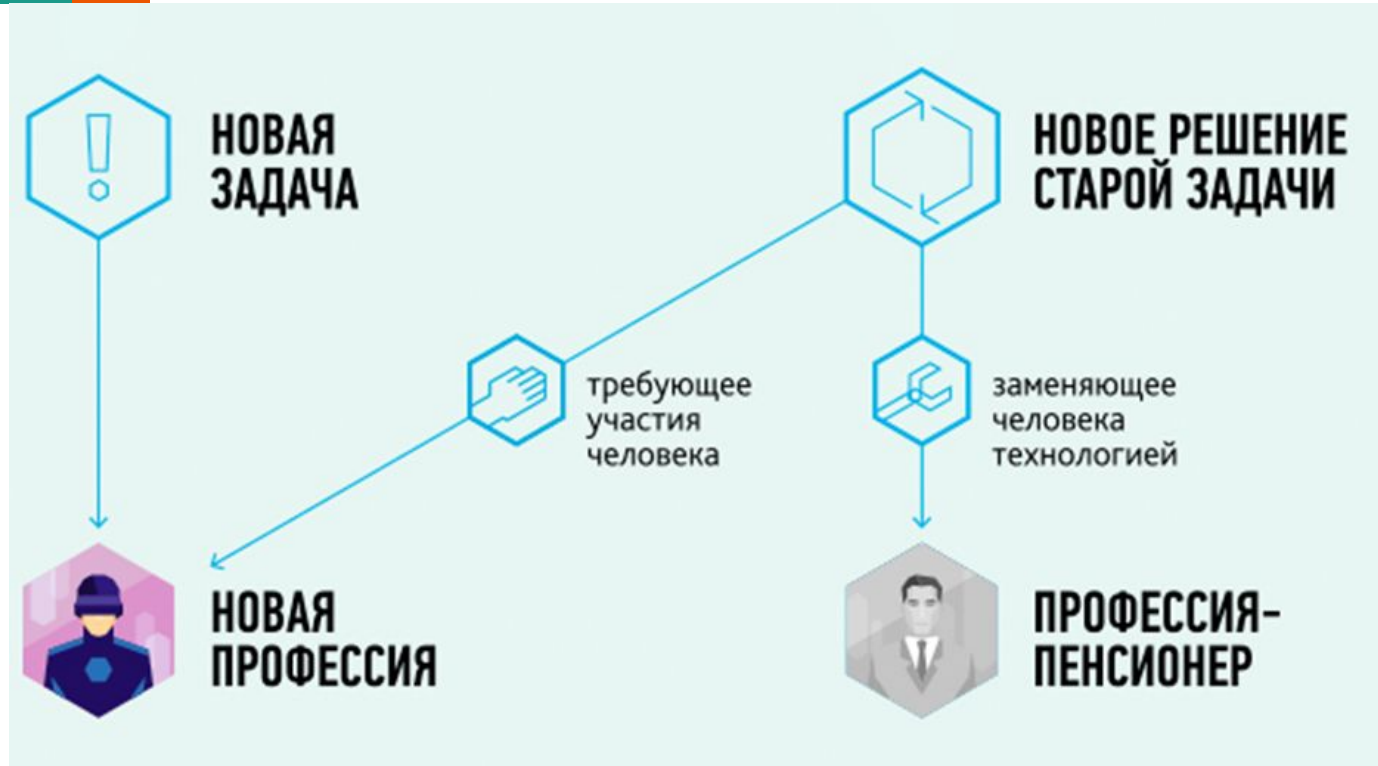 НОВАЯ
ЗАДАЧА
НОВОЕ РЕШЕНИЕ
СТАРОЙ ЗАДАЧИ
требующее
участия
человека
заменяющее
человека
технологией
НОВАЯ
ПРОФЕССИЯ
ПРОФЕССИЯ-
ПЕНСИОНЕР